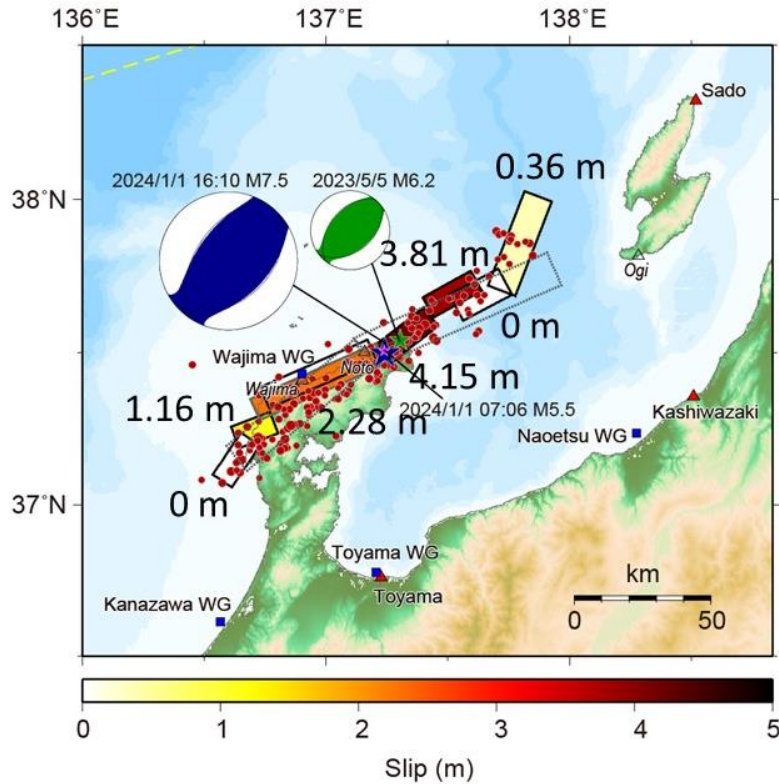 136°E
137°E
138°E
Sado
38°N
0.36 m
2024/1/1 16:10 M7.5
2023/5/5 M6.2
3.81 m
Ogi
0 m
Wajima WG
Noto
Wajima
4.15 m
1.16 m
2024/1/1 07:06 M5.5
Kashiwazaki
2.28 m
Naoetsu WG
37°N
0 m
Toyama WG
km
Kanazawa WG
Toyama
0
50
0
1
2
3
4
5
Slip (m)